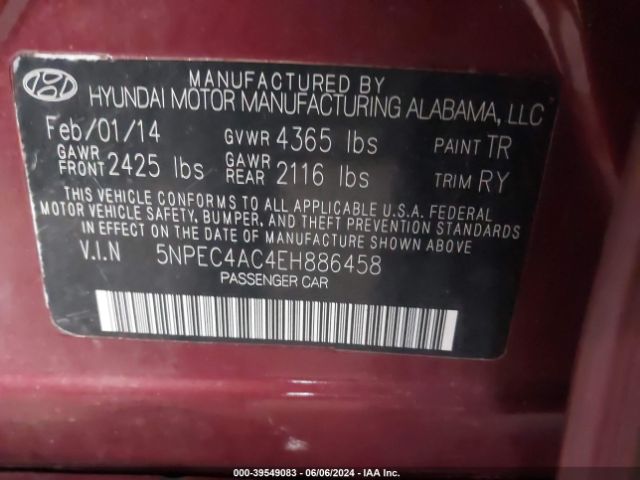 MANUFACTURED BY
HYUNDAI MOTOR MANUFACTURING ALABAMA, LLC
Feb/01/14 GVWR 4365 lbs PAINT TR
GAWR FRONT 2425 lbs GAWR REAR 2116 lbs TRIM RY
THIS VEHICLE CONFORMS TO ALL APPLICABLE U.S.A. FEDERAL
MOTOR VEHICLE SAFETY, BUMPER, AND THEFT PREVENTION STANDARDS
IN EFFECT ON THE DATE OF MANUFACTURE SHOWN ABOVE.
V.I.N 5NPEC4AC4EH886458
PASSENGER CAR
000-39549083 - 06/06/2024 - IAAI.COM